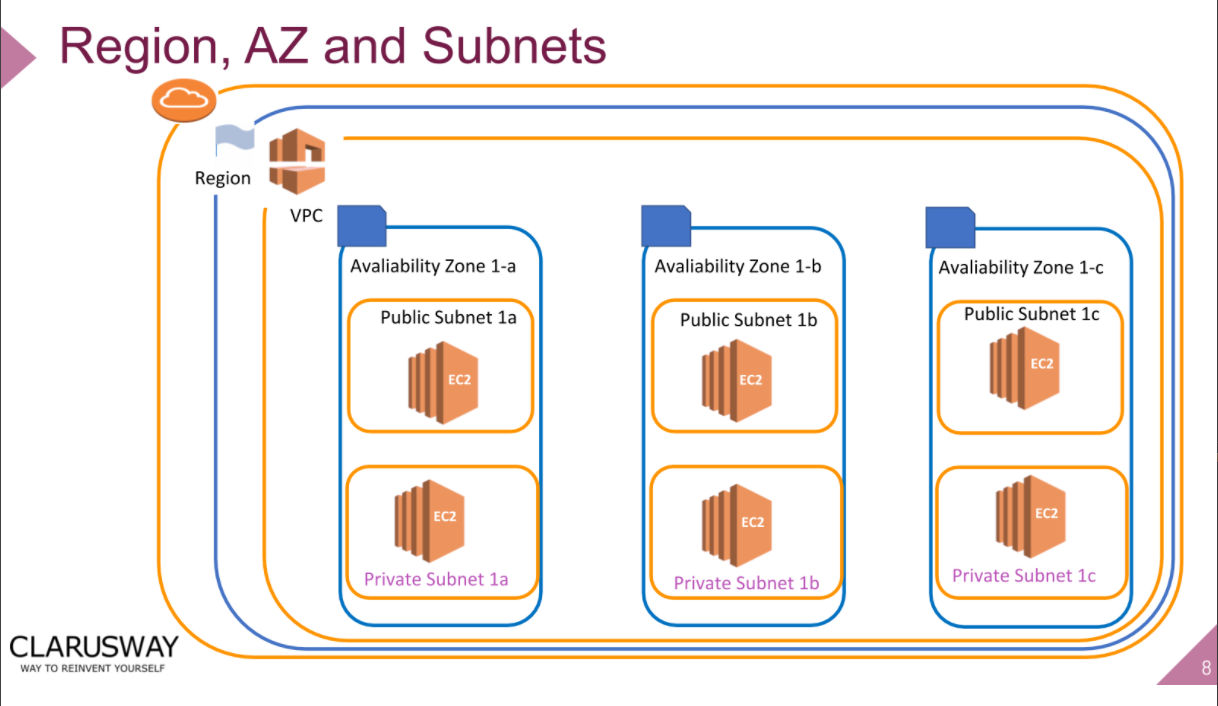 Region, AZ and Subnets
Region
VPC
Avaliability Zone 1-a
Avaliability Zone 1-b
Avaliability Zone 1-c
Public Subnet 1a
Public Subnet 1b
Public Subnet 1c
EC2
EC2
EC2
EC2
EC2
EC2
Private Subnet 1a
Private Subnet 1b
Private Subnet 1c
CLARUSWAY
WAY TO REINVENT YOURSELF
8